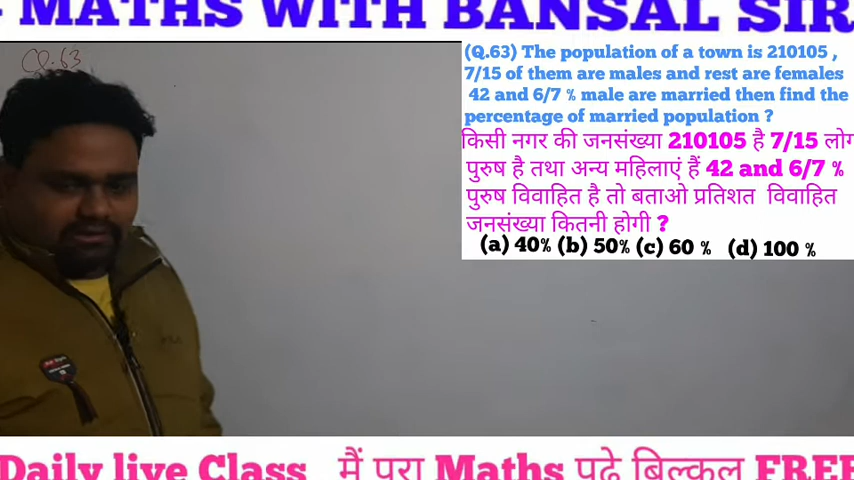 MATHS WITH BANSAL SIR
Q.63
(Q.63) The population of a town is 210105 ,
7/15 of them are males and rest are females
42 and 6/7 % male are married then find the
percentage of married population ?
किसी नगर की जनसंख्या 210105 है 7/15 लोग
पुरुष है तथा अन्य महिलाएं हैं 42 and 6/7 %
पुरुष विवाहित है तो बताओ प्रतिशत विवाहित
जनसंख्या कितनी होगी ?
(a) 40% (b) 50% (c) 60 % (d) 100 %
Daily live Class में पूरा Maths पढ़े बिल्कुल FREE